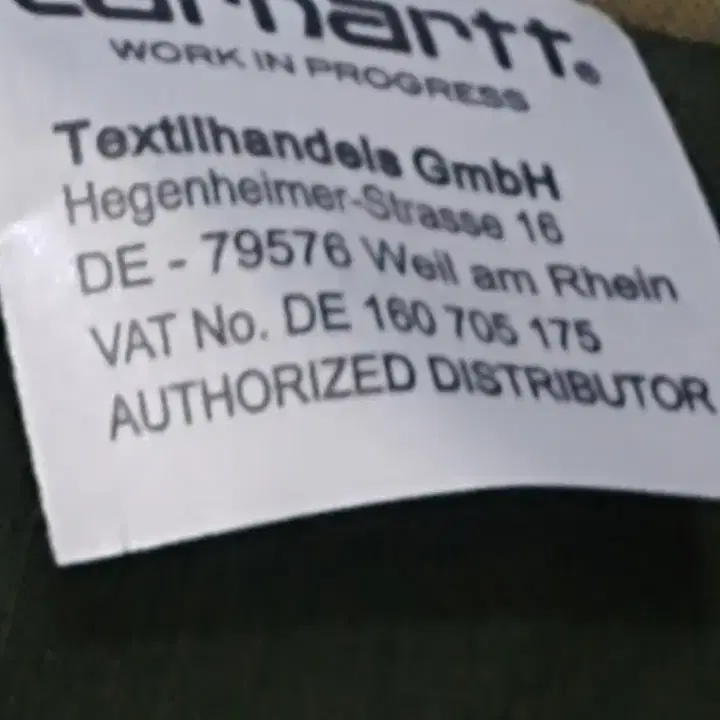 carhartt®
WORK IN PROGRESS
Textilhandels GmbH
Hegenheimer-Strasse 16
DE - 79576 Weil am Rhein
VAT No. DE 160 705 175
AUTHORIZED DISTRIBUTOR